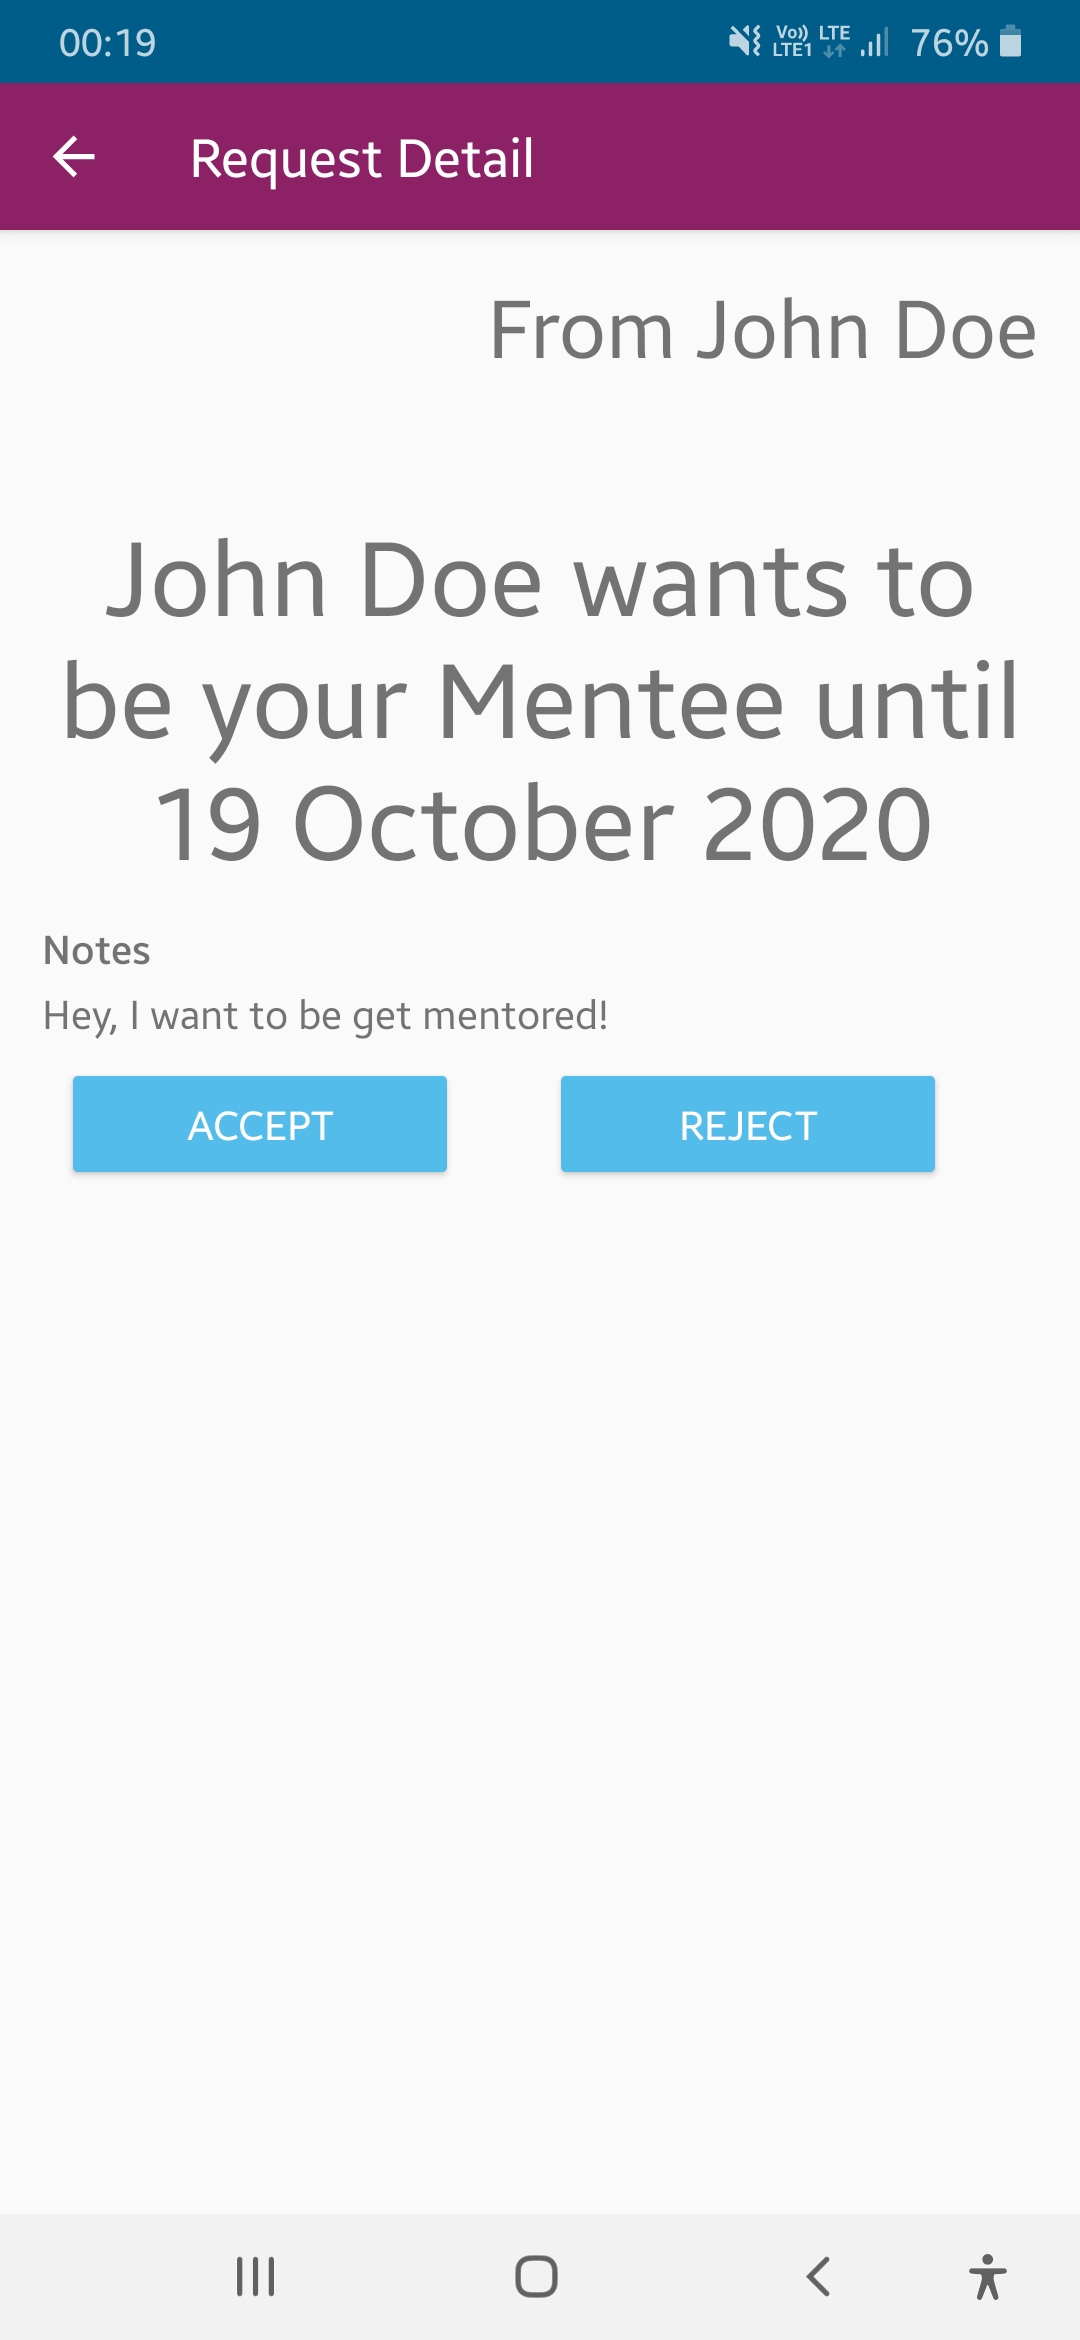 00:19
Vo)) LTE
LTE1
76%
Request Detail
From John Doe
John Doe wants to
be your Mentee until
19 October 2020
Notes
Hey, I want to be get mentored!
ACCEPT
REJECT